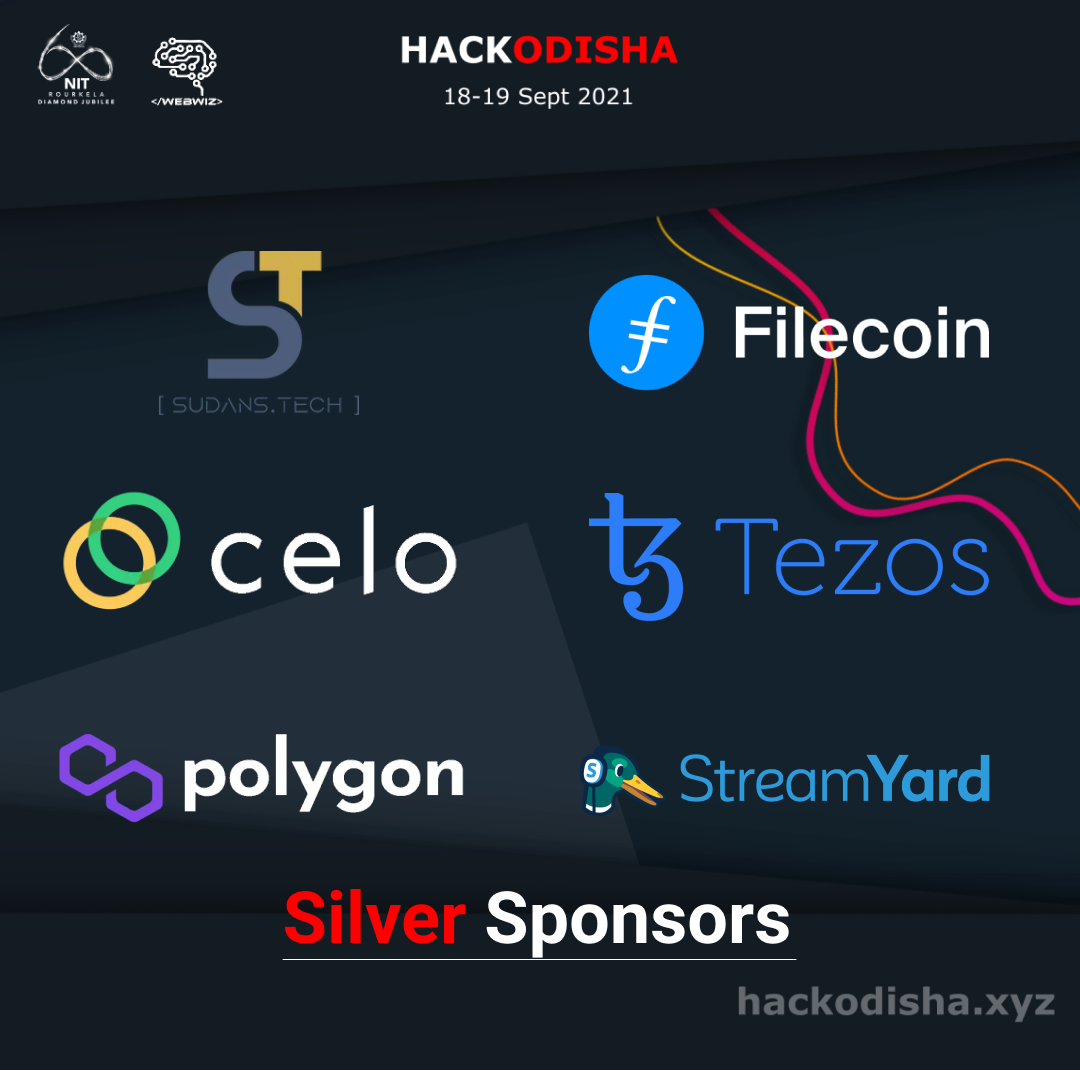 NIT
ROURKELA
DIAMOND JUBILEE
</WEBWIZ>
HACKODISHA
18-19 Sept 2021
ST
[ SUDANS.TECH ]
Filecoin
celo
Tezos
polygon
S
StreamYard
Silver Sponsors
hackodisha.xyz